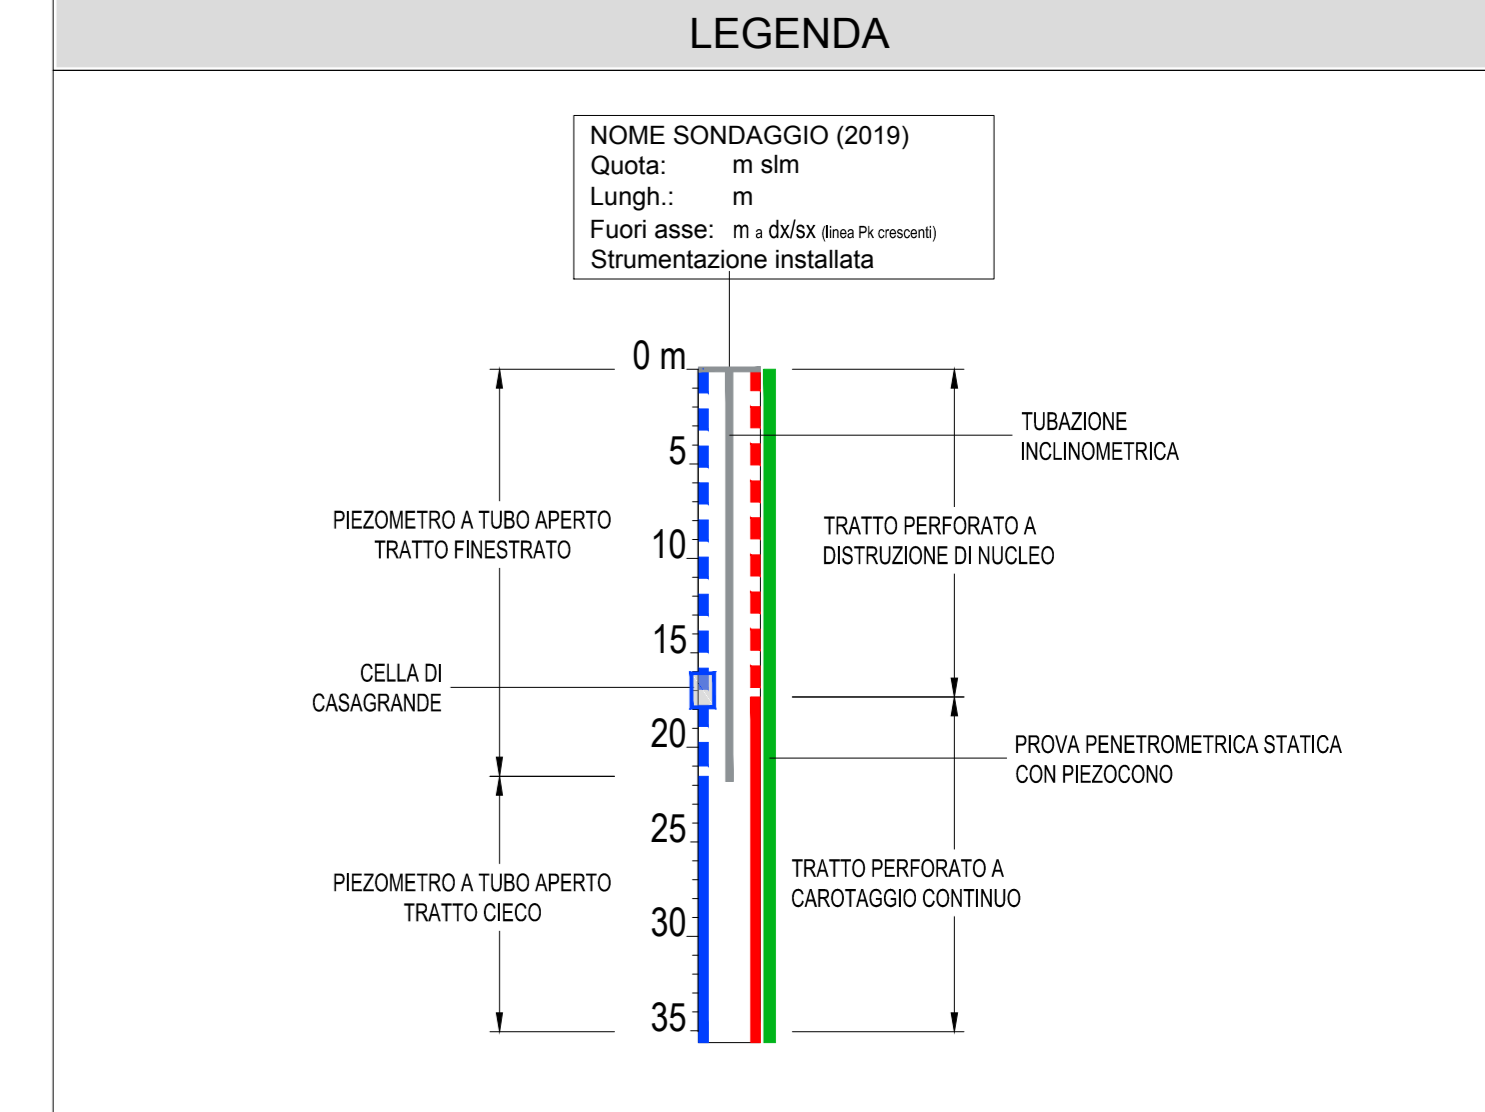 LEGENDA
NOME SONDAGGIO (2019)
Quota: m slm
Lungh.: m
Fuori asse: m a dx/sx (linea Pk crescenti)
Strumentazione installata
0 m
5
10
15
20
25
30
35
PIEZOMETRO A TUBO APERTO
TRATTO FINESTRATO
CELLA DI
CASAGRANDE
PIEZOMETRO A TUBO APERTO
TRATTO CIECO
TUBAZIONE
INCLINOMETRICA
TRATTO PERFORATO A
DISTRUZIONE DI NUCLEO
PROVA PENETROMETRICA STATICA
CON PIEZOCONO
TRATTO PERFORATO A
CAROTAGGIO CONTINUO